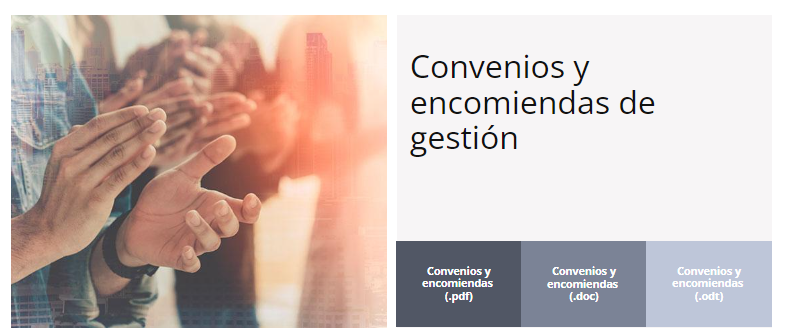 Convenios y
encomiendas de
gestión
Convenios y
encomiendas
(.pdf)
Convenios y
encomiendas
(.doc)
Convenios y
encomiendas
(.odt)